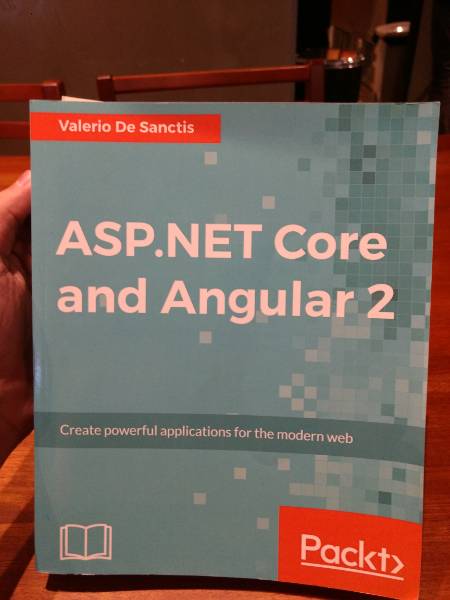 Valerio De Sanctis
ASP.NET Core
and Angular 2
Create powerful applications for the modern web
Packt>